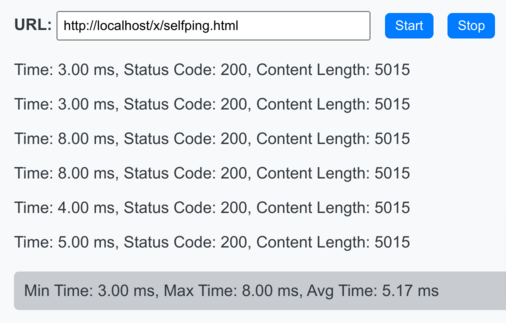 URL: http://localhost/x/selfping.html Start Stop
Time: 3.00 ms, Status Code: 200, Content Length: 5015
Time: 3.00 ms, Status Code: 200, Content Length: 5015
Time: 8.00 ms, Status Code: 200, Content Length: 5015
Time: 8.00 ms, Status Code: 200, Content Length: 5015
Time: 4.00 ms, Status Code: 200, Content Length: 5015
Time: 5.00 ms, Status Code: 200, Content Length: 5015
Min Time: 3.00 ms, Max Time: 8.00 ms, Avg Time: 5.17 ms